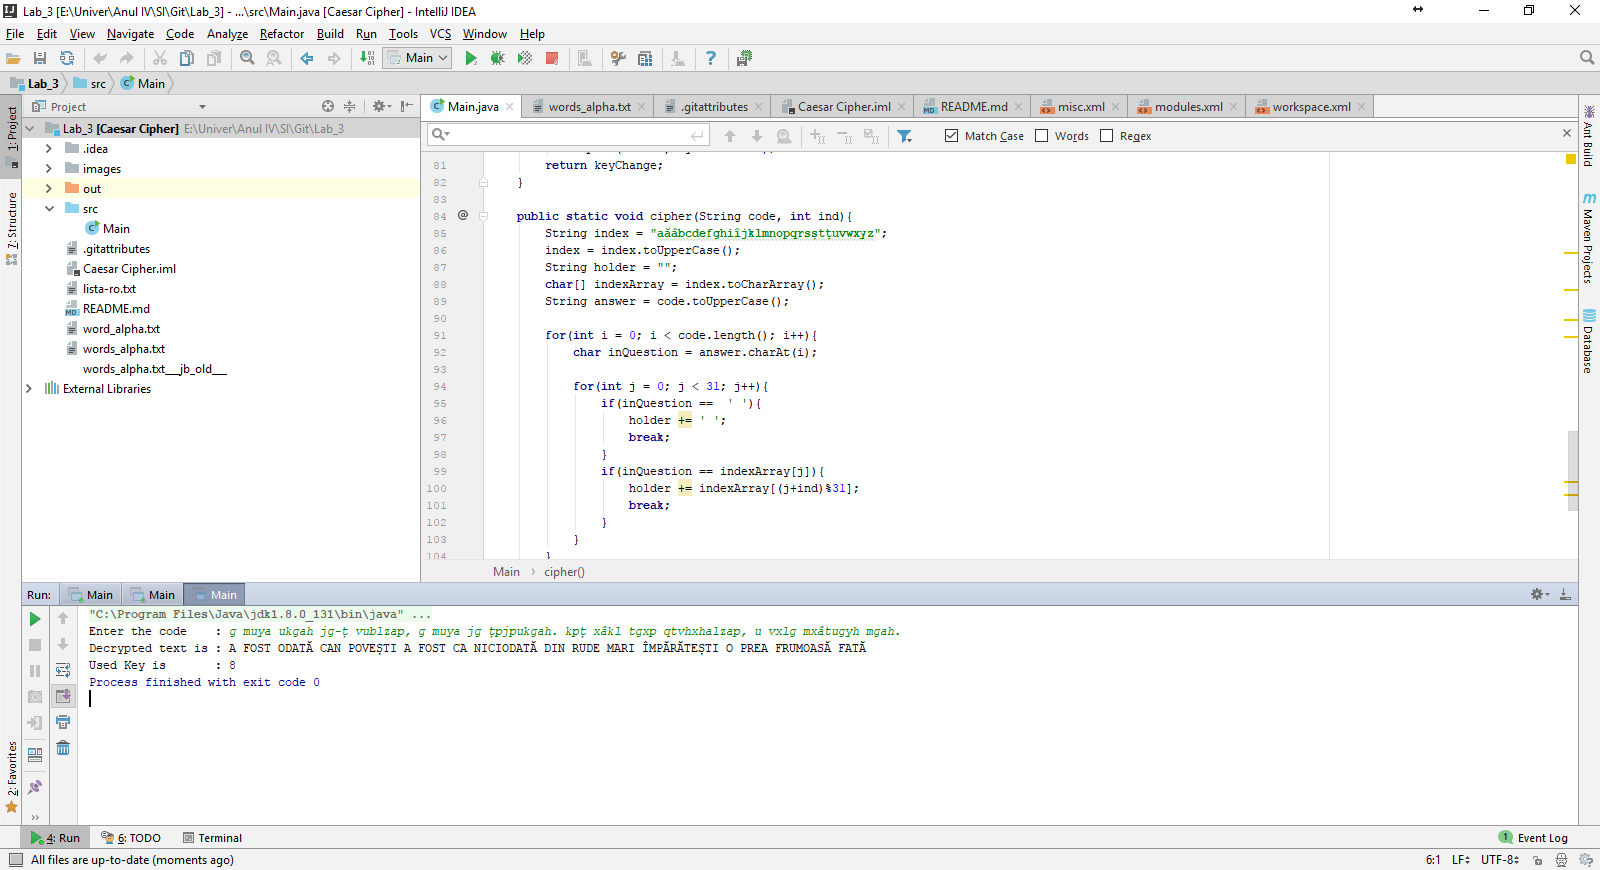 Lab_3 [E:\Univer\Anul IV\SI\Git\Lab_3] - ...\src\Main.java [Caesar Cipher] - IntelliJ IDEA
File Edit View Navigate Code Analyze Refactor Build Run Tools VCS Window Help
Main
Lab_3 src Main
Project
Main.java words_alpha.txt .gitattributes Caesar Cipher.iml README.md misc.xml modules.xml workspace.xml
Match Case Words Regex
1: Project
7: Structure
2: Favorites
Lab_3 [Caesar Cipher] E:\Univer\Anul IV\SI\Git\Lab_3
.idea
images
out
src
Main
.gitattributes
Caesar Cipher.iml
lista-ro.txt
README.md
word_alpha.txt
words_alpha.txt
words_alpha.txt___jb_old___
External Libraries
81 return keyChange;
82 }
83
84 @ public static void cipher(String code, int ind){
85 String index = "aăâbcdefghiîjklmnopqrsștțuvwxyz";
86 index = index.toUpperCase();
87 String holder = "";
88 char[] indexArray = index.toCharArray();
89 String answer = code.toUpperCase();
90
91 for(int i = 0; i < code.length(); i++){
92 char inQuestion = answer.charAt(i);
93
94 for(int j = 0; j < 31; j++){
95 if(inQuestion == ' '){
96 holder += ' ';
97 break;
98 }
99 if(inQuestion == indexArray[j]){
100 holder += indexArray[(j+ind)%31];
101 break;
102 }
103 }
104 }
Main › cipher()
Ant Build
m Maven Projects
Database
Run: Main Main Main
"C:\Program Files\Java\jdk1.8.0_131\bin\java" ...
Enter the code : g muya ukgah jg-ț vublzap, g muya jg țpjpukgah. kpț xâkl tgxp qtvhxhalzap, u vxlg mxâtugyh mgah.
Decrypted text is : A FOST ODATĂ CAN POVEȘTI A FOST CA NICIODATĂ DIN RUDE MARI ÎMPĂRĂTEȘTI O PREA FRUMOASĂ FATĂ
Used Key is : 8
Process finished with exit code 0
4: Run 6: TODO Terminal 1 Event Log
All files are up-to-date (moments ago) 6:1 LF UTF-8